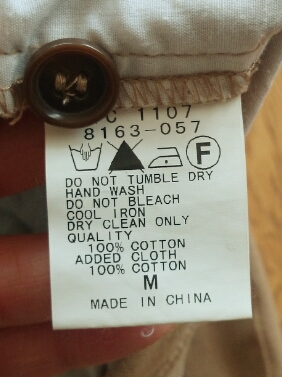 C 1107
8163-057
F
DO NOT TUMBLE DRY
HAND WASH
DO NOT BLEACH
COOL IRON
DRY CLEAN ONLY
QUALITY
100% COTTON
ADDED CLOTH
100% COTTON
M
MADE IN CHINA